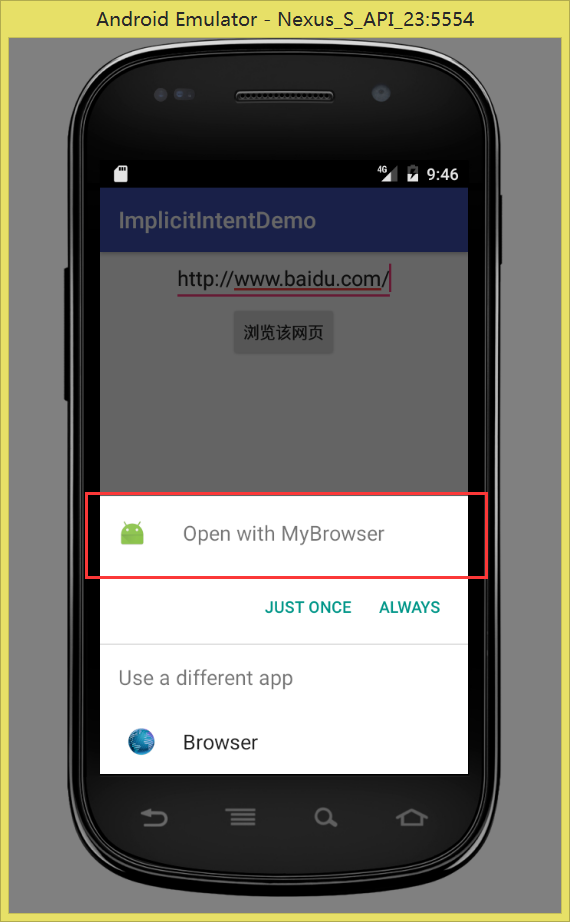 Android Emulator - Nexus_S_API_23:5554
4G 9:46
ImplicitIntentDemo
http://www.baidu.com/
浏览该网页
Open with MyBrowser
JUST ONCE ALWAYS
Use a different app
Browser